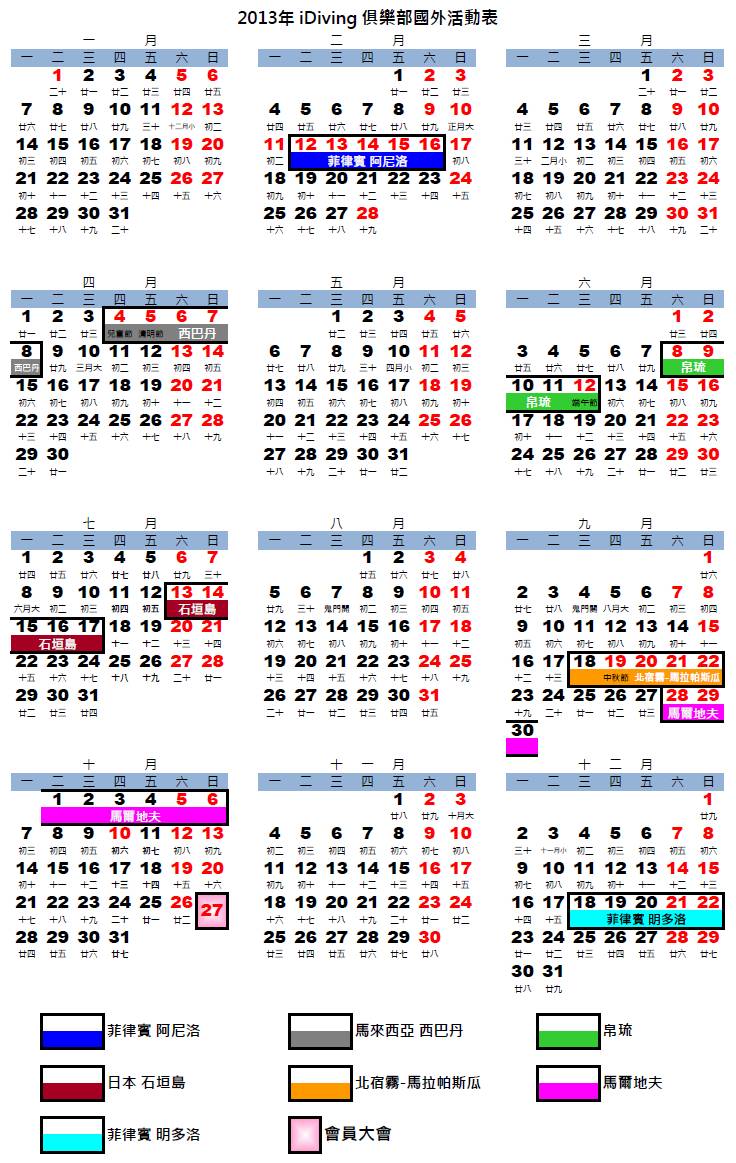 2013年 iDiving 俱樂部國外活動表
一 月
一 二 三 四 五 六 日
1 2 3 4 5 6
二十 廿一 廿二 廿三 廿四 廿五
7 8 9 10 11 12 13
廿六 廿七 廿八 廿九 三十 十二月小 初二
14 15 16 17 18 19 20
初三 初四 初五 初六 初七 初八 初九
21 22 23 24 25 26 27
初十 十一 十二 十三 十四 十五 十六
28 29 30 31
十七 十八 十九 二十
二 月
一 二 三 四 五 六 日
1 2 3
廿一 廿二 廿三
4 5 6 7 8 9 10
廿四 廿五 廿六 廿七 廿八 廿九 正月大
11 12 13 14 15 16 17
初二 菲律賓 阿尼洛 初八
18 19 20 21 22 23 24
初九 初十 十一 十二 十三 十四 十五
25 26 27 28
十六 十七 十八 十九
三 月
一 二 三 四 五 六 日
1 2 3
二十 廿一 廿二
4 5 6 7 8 9 10
廿三 廿四 廿五 廿六 廿七 廿八 廿九
11 12 13 14 15 16 17
三十 二月小 初二 初三 初四 初五 初六
18 19 20 21 22 23 24
初七 初八 初九 初十 十一 十二 十三
25 26 27 28 29 30 31
十四 十五 十六 十七 十八 十九 二十
四 月
一 二 三 四 五 六 日
1 2 3 4 5 6 7
廿一 廿二 廿三 兒童節 清明節 西巴丹
8 9 10 11 12 13 14
西巴丹 廿九 三月大 初二 初三 初四 初五
15 16 17 18 19 20 21
初六 初七 初八 初九 初十 十一 十二
22 23 24 25 26 27 28
十三 十四 十五 十六 十七 十八 十九
29 30
二十 廿一
五 月
一 二 三 四 五 六 日
1 2 3 4 5
廿二 廿三 廿四 廿五 廿六
6 7 8 9 10 11 12
廿七 廿八 廿九 三十 四月小 初二 初三
13 14 15 16 17 18 19
初四 初五 初六 初七 初八 初九 初十
20 21 22 23 24 25 26
十一 十二 十三 十四 十五 十六 十七
27 28 29 30 31
十八 十九 二十 廿一 廿二
六 月
一 二 三 四 五 六 日
1 2
廿三 廿四
3 4 5 6 7 8 9
廿五 廿六 廿七 廿八 廿九 帛琉
10 11 12 13 14 15 16
帛琉 端午節 初六 初七 初八 初九
17 18 19 20 21 22 23
初十 十一 十二 十三 十四 十五 十六
24 25 26 27 28 29 30
十七 十八 十九 二十 廿一 廿二 廿三
七 月
一 二 三 四 五 六 日
1 2 3 4 5 6 7
廿四 廿五 廿六 廿七 廿八 廿九 三十
8 9 10 11 12 13 14
六月大 初二 初三 初四 初五 石垣島
15 16 17 18 19 20 21
石垣島 十一 十二 十三 十四
22 23 24 25 26 27 28
十五 十六 十七 十八 十九 二十 廿一
29 30 31
廿二 廿三 廿四
八 月
一 二 三 四 五 六 日
1 2 3 4
廿五 廿六 廿七 廿八
5 6 7 8 9 10 11
廿九 三十 鬼門開 初二 初三 初四 初五
12 13 14 15 16 17 18
初六 初七 初八 初九 初十 十一 十二
19 20 21 22 23 24 25
十三 十四 十五 十六 十七 十八 十九
26 27 28 29 30 31
二十 廿一 廿二 廿三 廿四 廿五
九 月
一 二 三 四 五 六 日
1
廿六
2 3 4 5 6 7 8
廿七 廿八 鬼門關 八月大 初二 初三 初四
9 10 11 12 13 14 15
初五 初六 初七 初八 初九 初十 十一
16 17 18 19 20 21 22
十二 十三 中秋節 北宿霧-馬拉帕斯瓜
23 24 25 26 27 28 29
十九 二十 廿一 廿二 廿三 馬爾地夫
30
十 月
一 二 三 四 五 六 日
1 2 3 4 5 6
馬爾地夫
7 8 9 10 11 12 13
初三 初四 初五 初六 初七 初八 初九
14 15 16 17 18 19 20
初十 十一 十二 十三 十四 十五 十六
21 22 23 24 25 26 27
十七 十八 十九 二十 廿一 廿二
28 29 30 31
廿四 廿五 廿六 廿七
十 一 月
一 二 三 四 五 六 日
1 2 3
廿八 廿九 十月大
4 5 6 7 8 9 10
初二 初三 初四 初五 初六 初七 初八
11 12 13 14 15 16 17
初九 初十 十一 十二 十三 十四 十五
18 19 20 21 22 23 24
十六 十七 十八 十九 二十 廿一 廿二
25 26 27 28 29 30
廿三 廿四 廿五 廿六 廿七 廿八
十 二 月
一 二 三 四 五 六 日
1
廿九
2 3 4 5 6 7 8
三十 十一月小 初二 初三 初四 初五 初六
9 10 11 12 13 14 15
初七 初八 初九 初十 十一 十二 十三
16 17 18 19 20 21 22
十四 十五 菲律賓 明多洛
23 24 25 26 27 28 29
廿一 廿二 廿三 廿四 廿五 廿六 廿七
30 31
廿八 廿九
菲律賓 阿尼洛
馬來西亞 西巴丹
帛琉
日本 石垣島
北宿霧-馬拉帕斯瓜
馬爾地夫
菲律賓 明多洛
會員大會